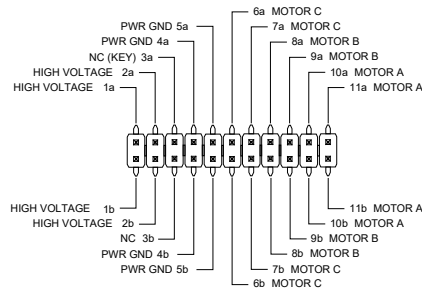 6a MOTOR C
PWR GND 5a
7a MOTOR C
PWR GND 4a
8a MOTOR B
NC (KEY) 3a
9a MOTOR B
HIGH VOLTAGE 2a
10a MOTOR A
HIGH VOLTAGE 1a
11a MOTOR A
HIGH VOLTAGE 1b
11b MOTOR A
HIGH VOLTAGE 2b
10b MOTOR A
NC 3b
9b MOTOR B
PWR GND 4b
8b MOTOR B
PWR GND 5b
7b MOTOR C
6b MOTOR C